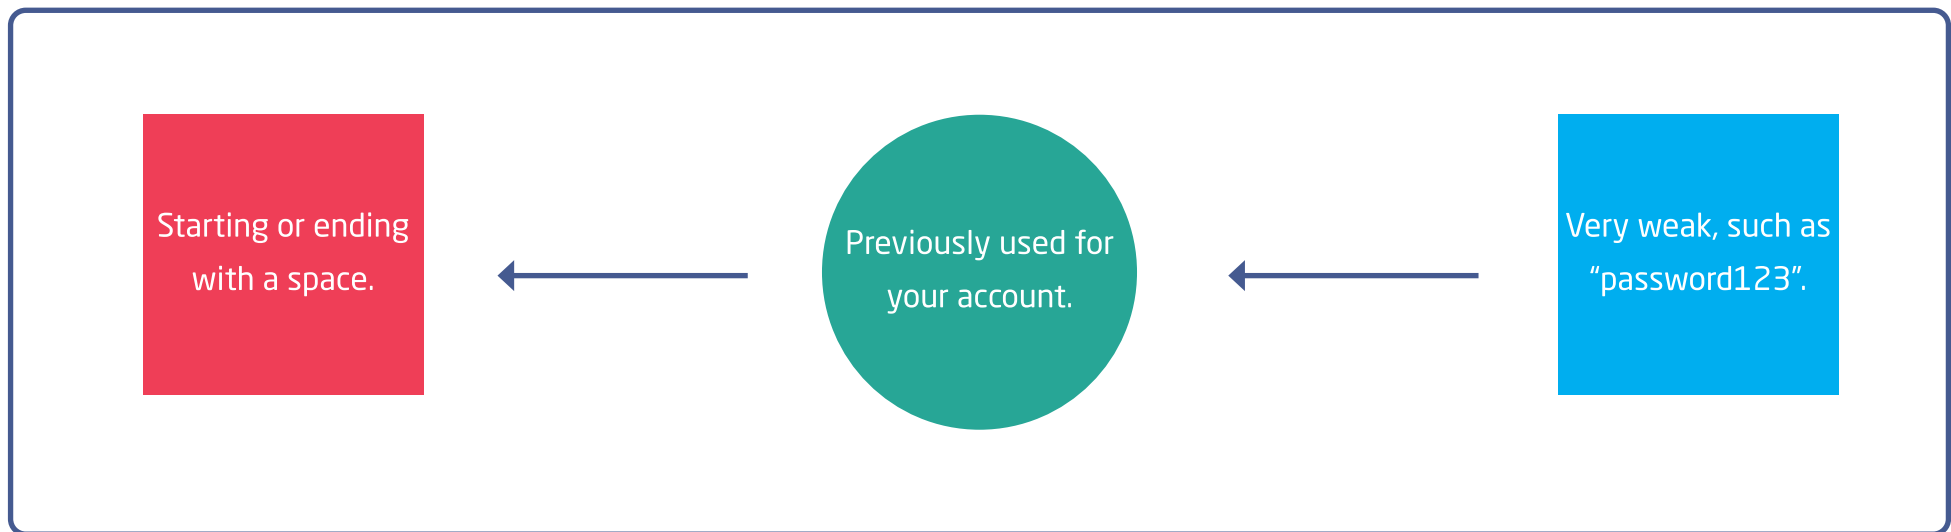 Starting or ending
with a space.
Previously used for
your account.
Very weak, such as
“password123”.